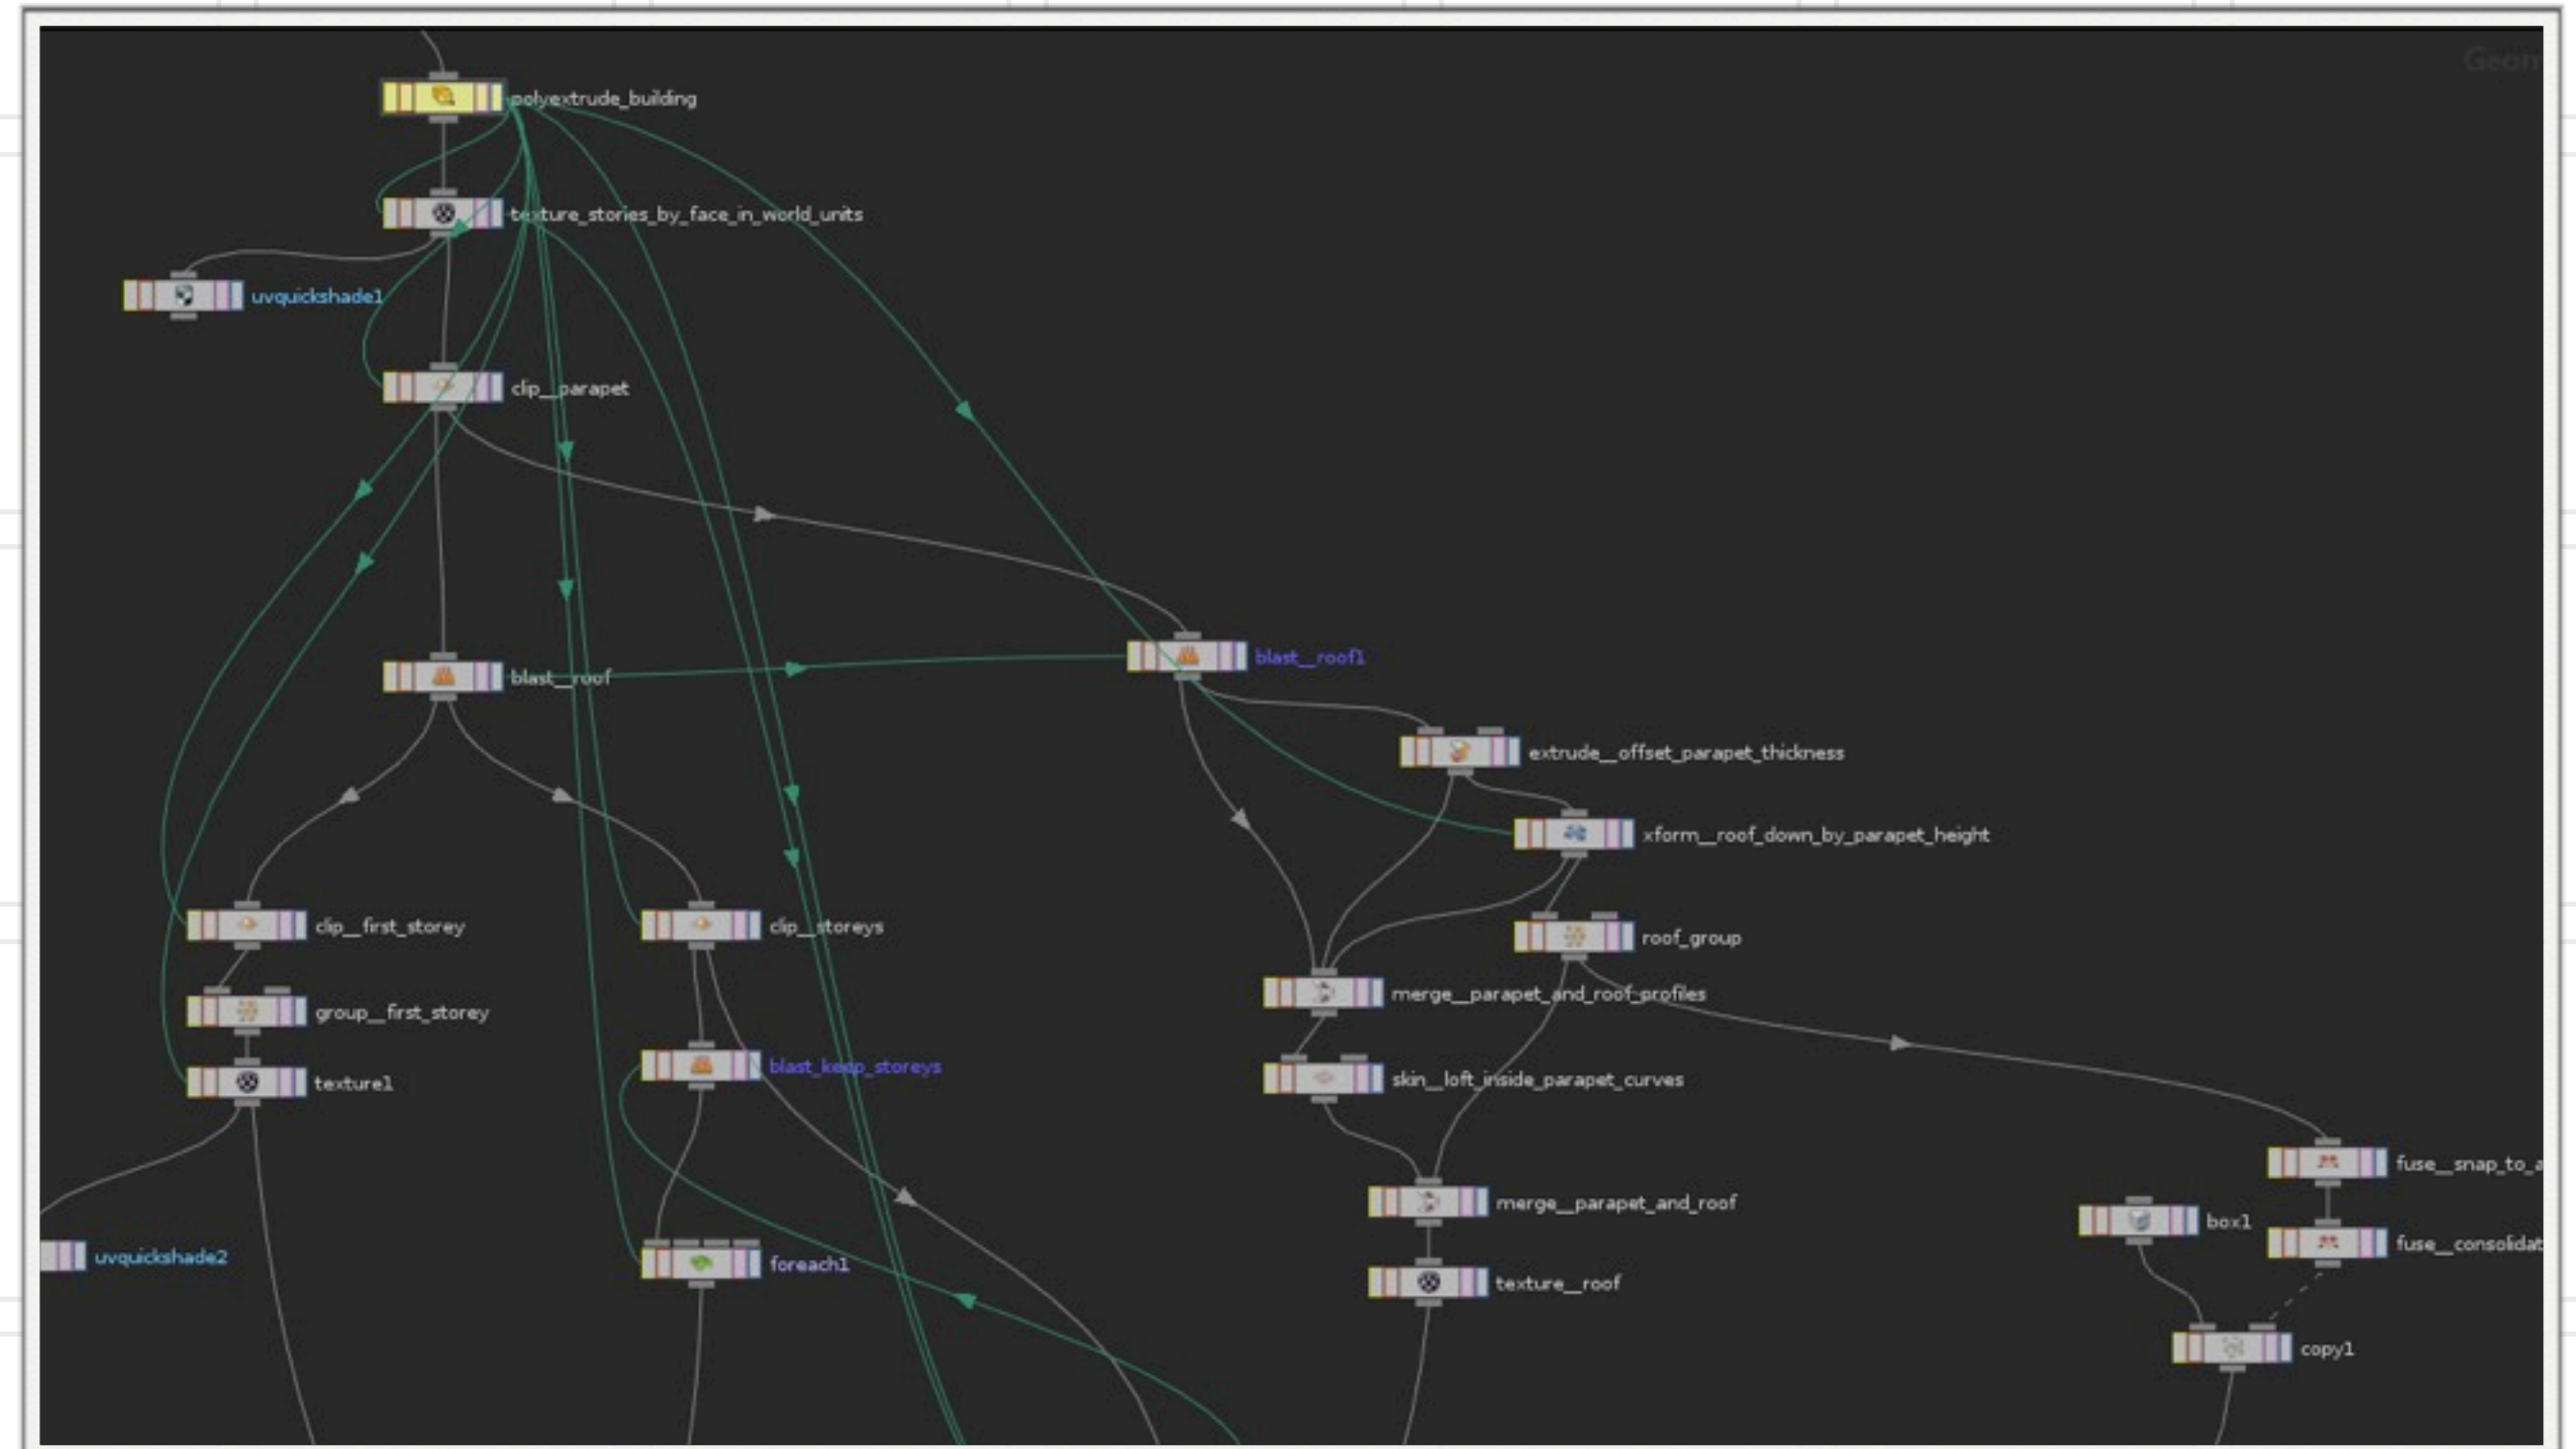 Geom
polyextrude_building
texture_stories_by_face_in_world_units
uvquickshade1
clip__parapet
blast__roof
blast__roof1
extrude__offset_parapet_thickness
xform__roof_down_by_parapet_height
clip__first_storey
clip__storeys
roof_group
merge__parapet_and_roof_profiles
group__first_storey
blast_keep_storeys
skin__loft_inside_parapet_curves
texture1
fuse__snap_to_a
merge__parapet_and_roof
box1
fuse__consolidat
uvquickshade2
foreach1
texture__roof
copy1